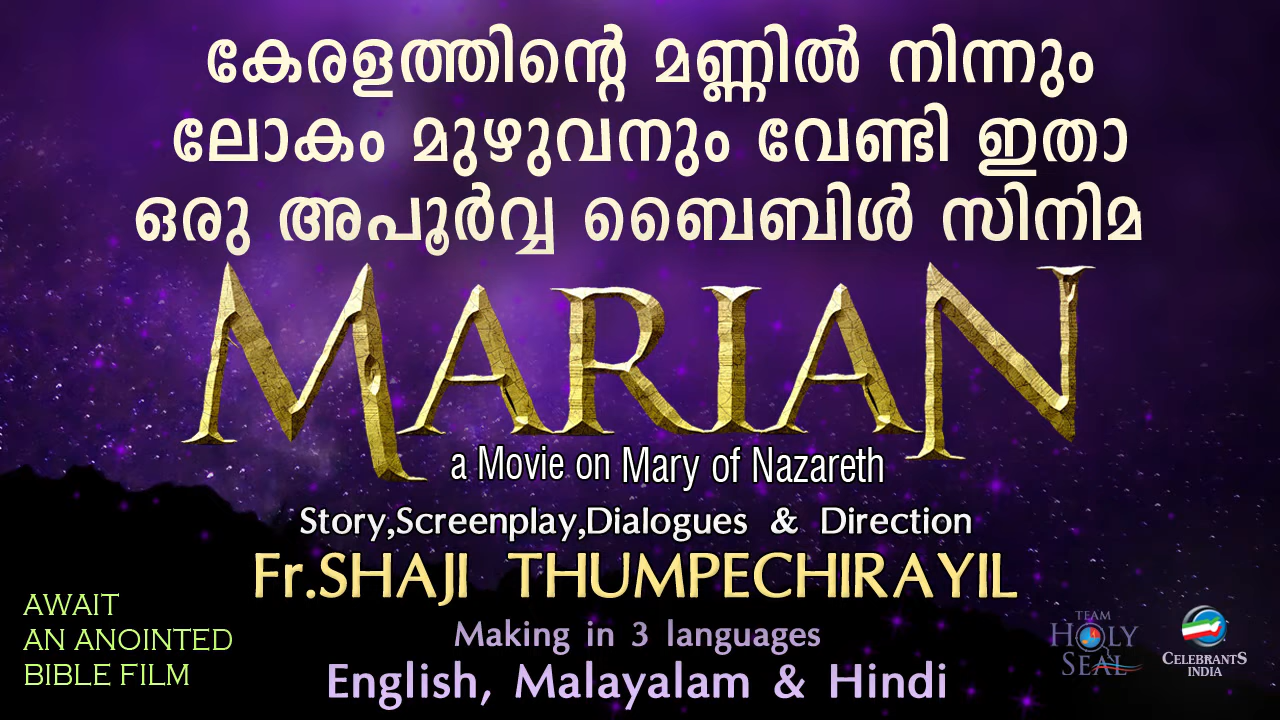 കേരളത്തിന്റെ മണ്ണിൽ നിന്നും
ലോകം മുഴുവനും വേണ്ടി ഇതാ
ഒരു അപൂർവ്വ ബൈബിൾ സിനിമ
MARIAN
a Movie on Mary of Nazareth
Story,Screenplay,Dialogues & Direction
Fr.SHAJI THUMPECHIRAYIL
Making in 3 languages
English, Malayalam & Hindi
AWAIT
AN ANOINTED
BIBLE FILM
TEAM
HOLY
SEAL
CELEBRANTS
INDIA